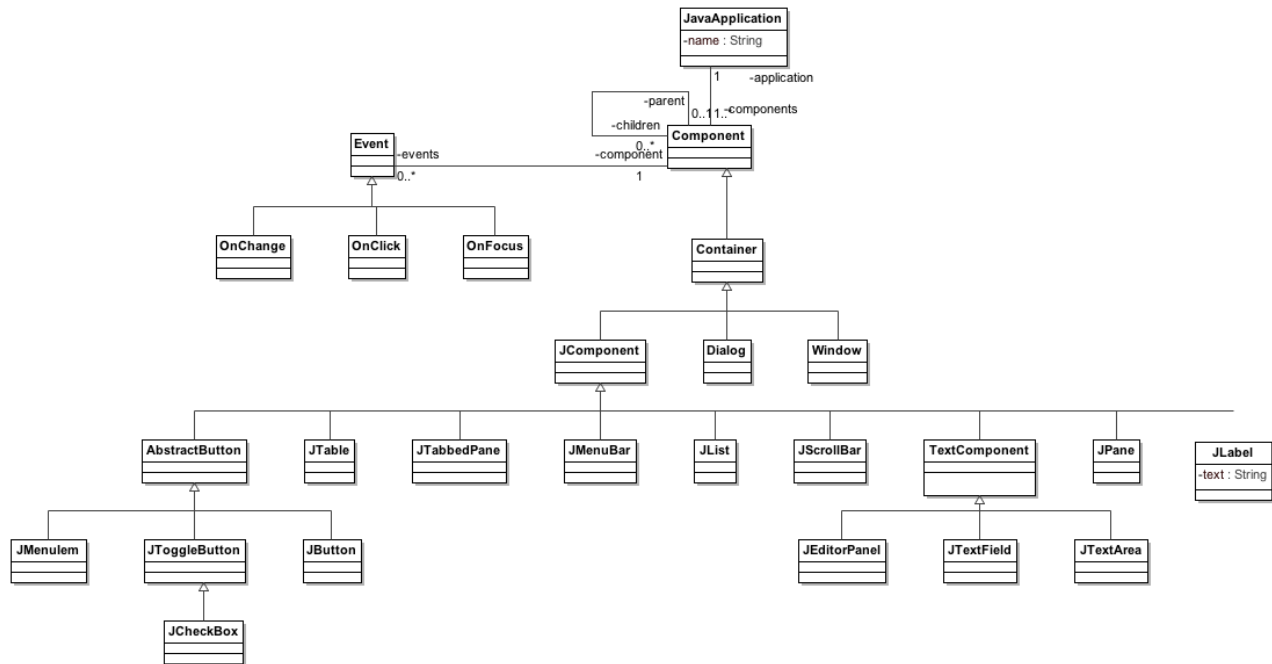 JavaApplication
-name : String
1
-application
-parent
0..1
1..*
-components
-children
0..*
Component
Event
-events
0..*
-component
1
OnChange
OnClick
OnFocus
Container
JComponent
Dialog
Window
AbstractButton
JTable
JTabbedPane
JMenuBar
JList
JScrollBar
TextComponent
JPane
JLabel
-text : String
JMenuIem
JToggleButton
JButton
JEditorPanel
JTextField
JTextArea
JCheckBox